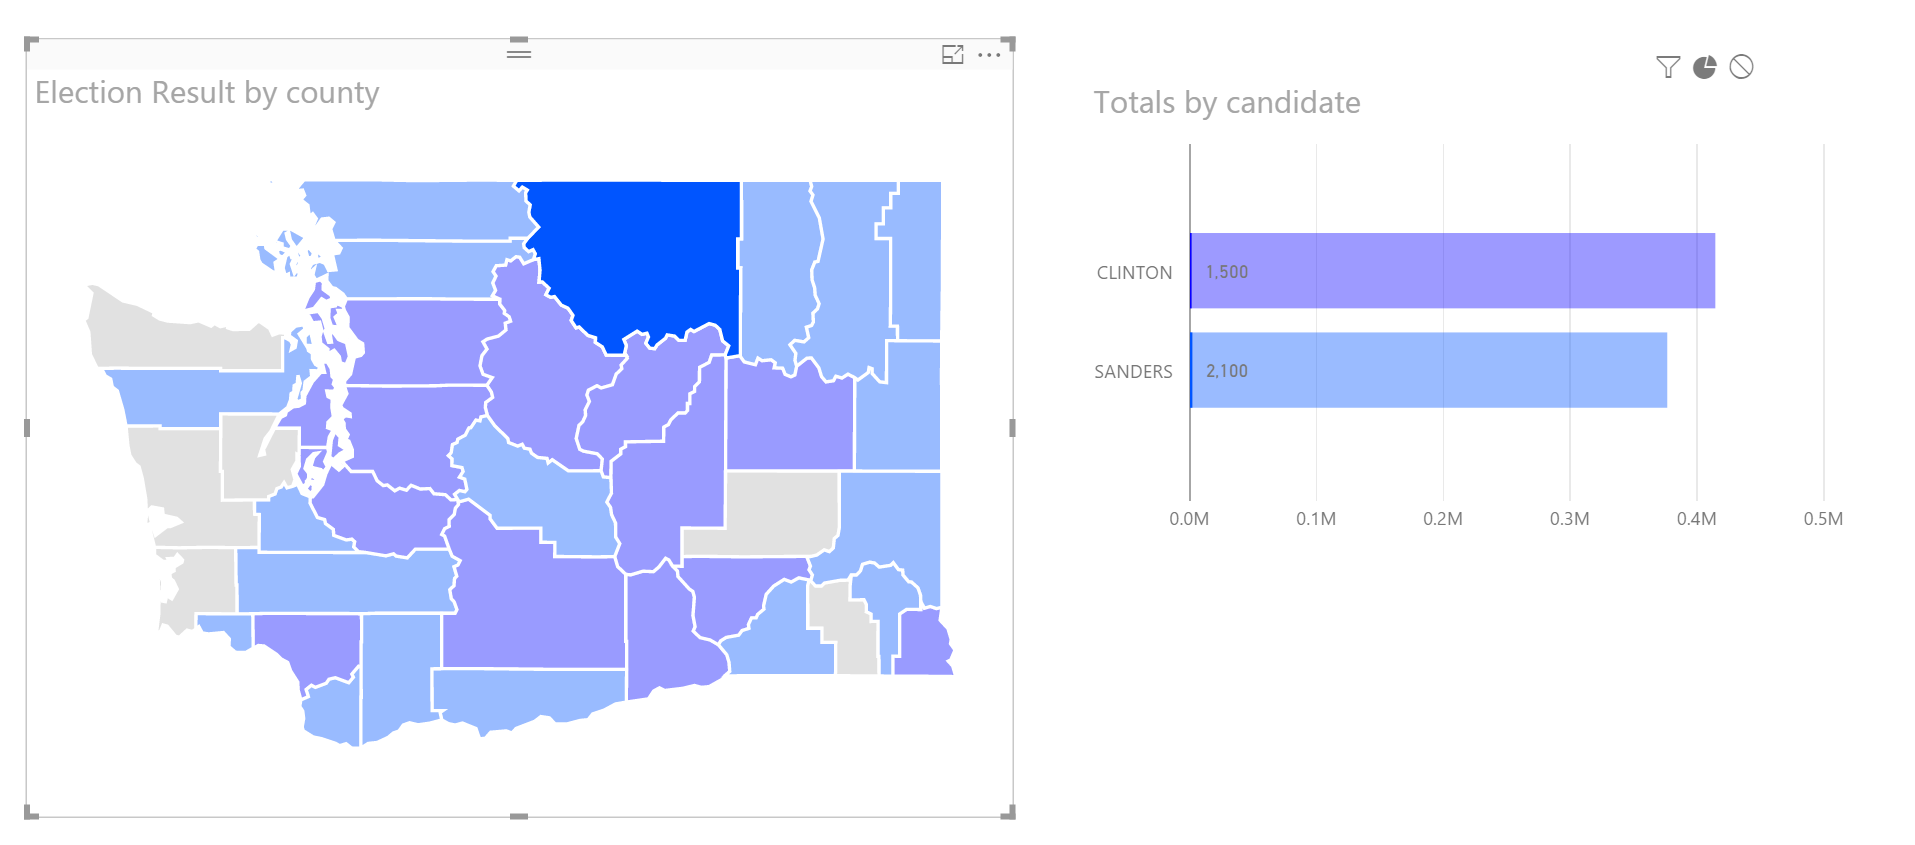 Election Result by county
Totals by candidate
CLINTON
1,500
SANDERS
2,100
0.0M 0.1M 0.2M 0.3M 0.4M 0.5M